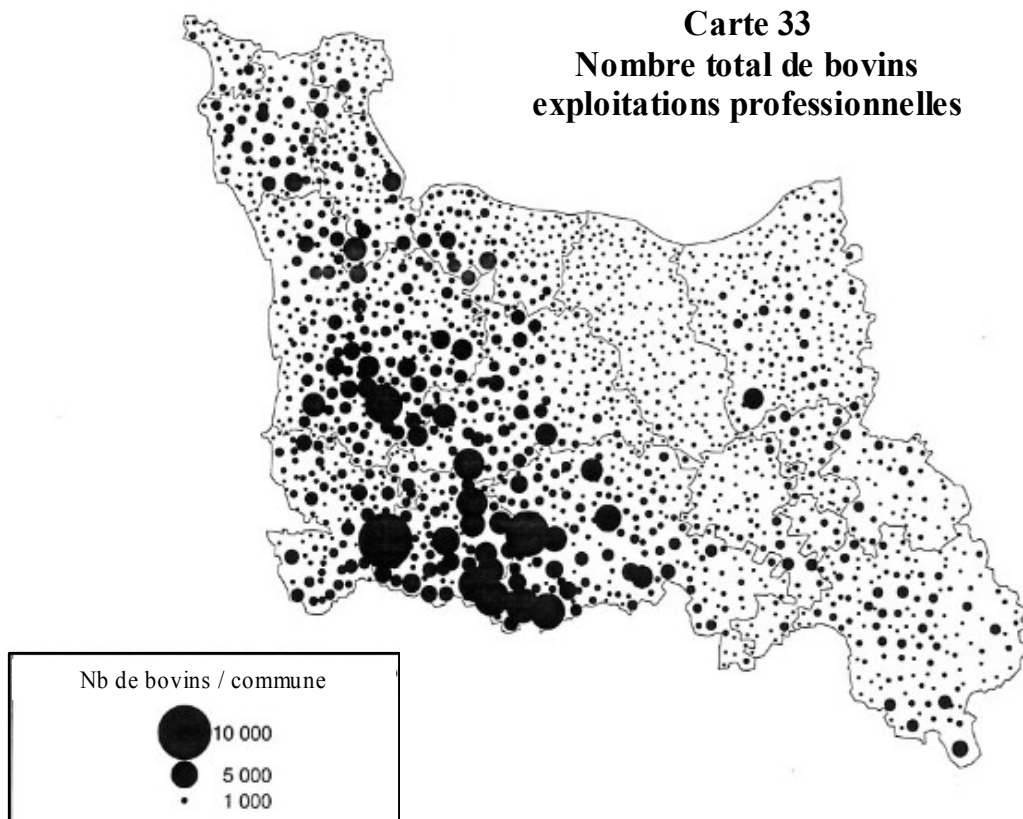 Carte 33
Nombre total de bovins
exploitations professionnelles
Nb de bovins / commune
10 000
5 000
1 000